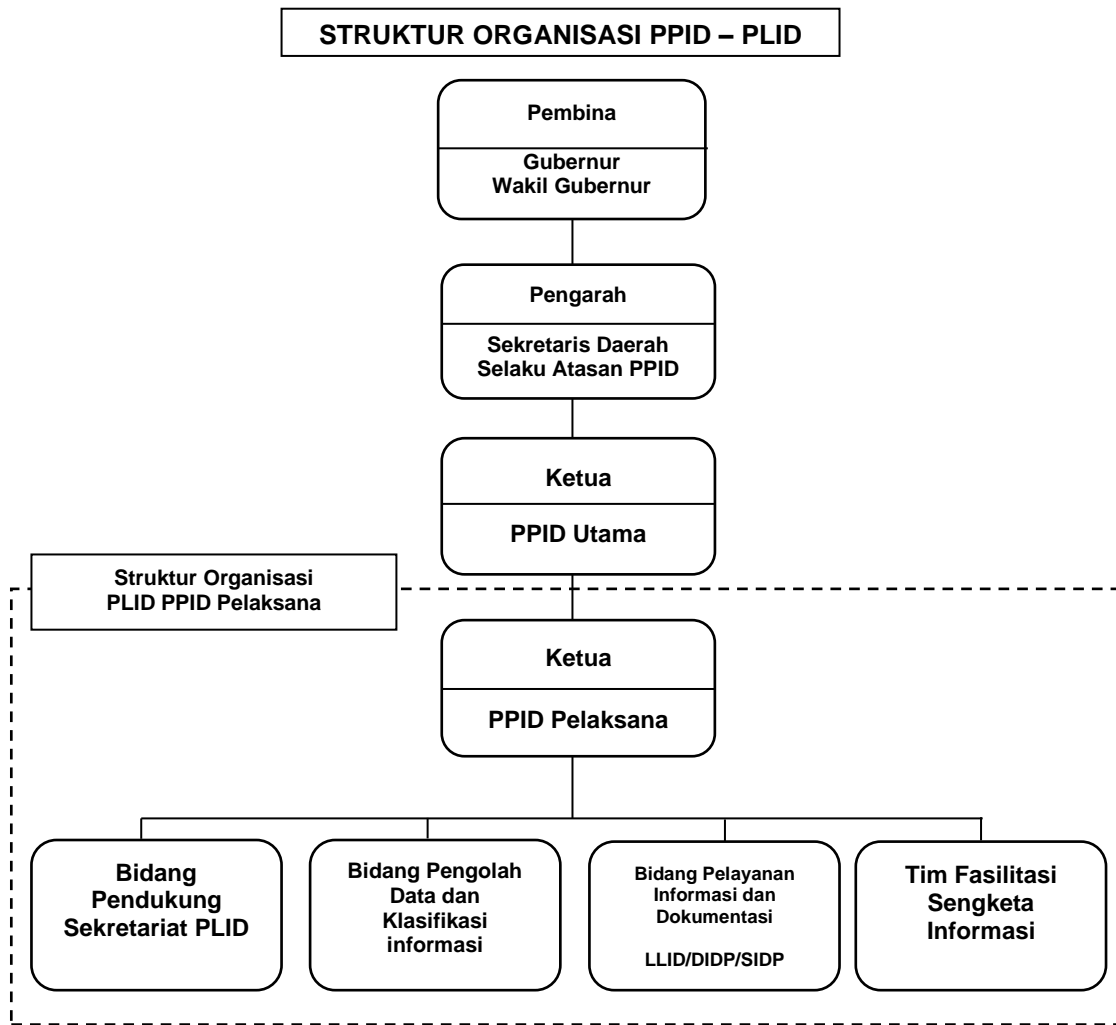 STRUKTUR ORGANISASI PPID – PLID
Pembina
Gubernur
Wakil Gubernur
Pengarah
Sekretaris Daerah
Selaku Atasan PPID
Ketua
PPID Utama
Struktur Organisasi
PLID PPID Pelaksana
Ketua
PPID Pelaksana
Bidang
Pendukung
Sekretariat PLID
Bidang Pengolah
Data dan
Klasifikasi
informasi
Bidang Pelayanan
Informasi dan
Dokumentasi
LLID/DIDP/SIDP
Tim Fasilitasi
Sengketa
Informasi